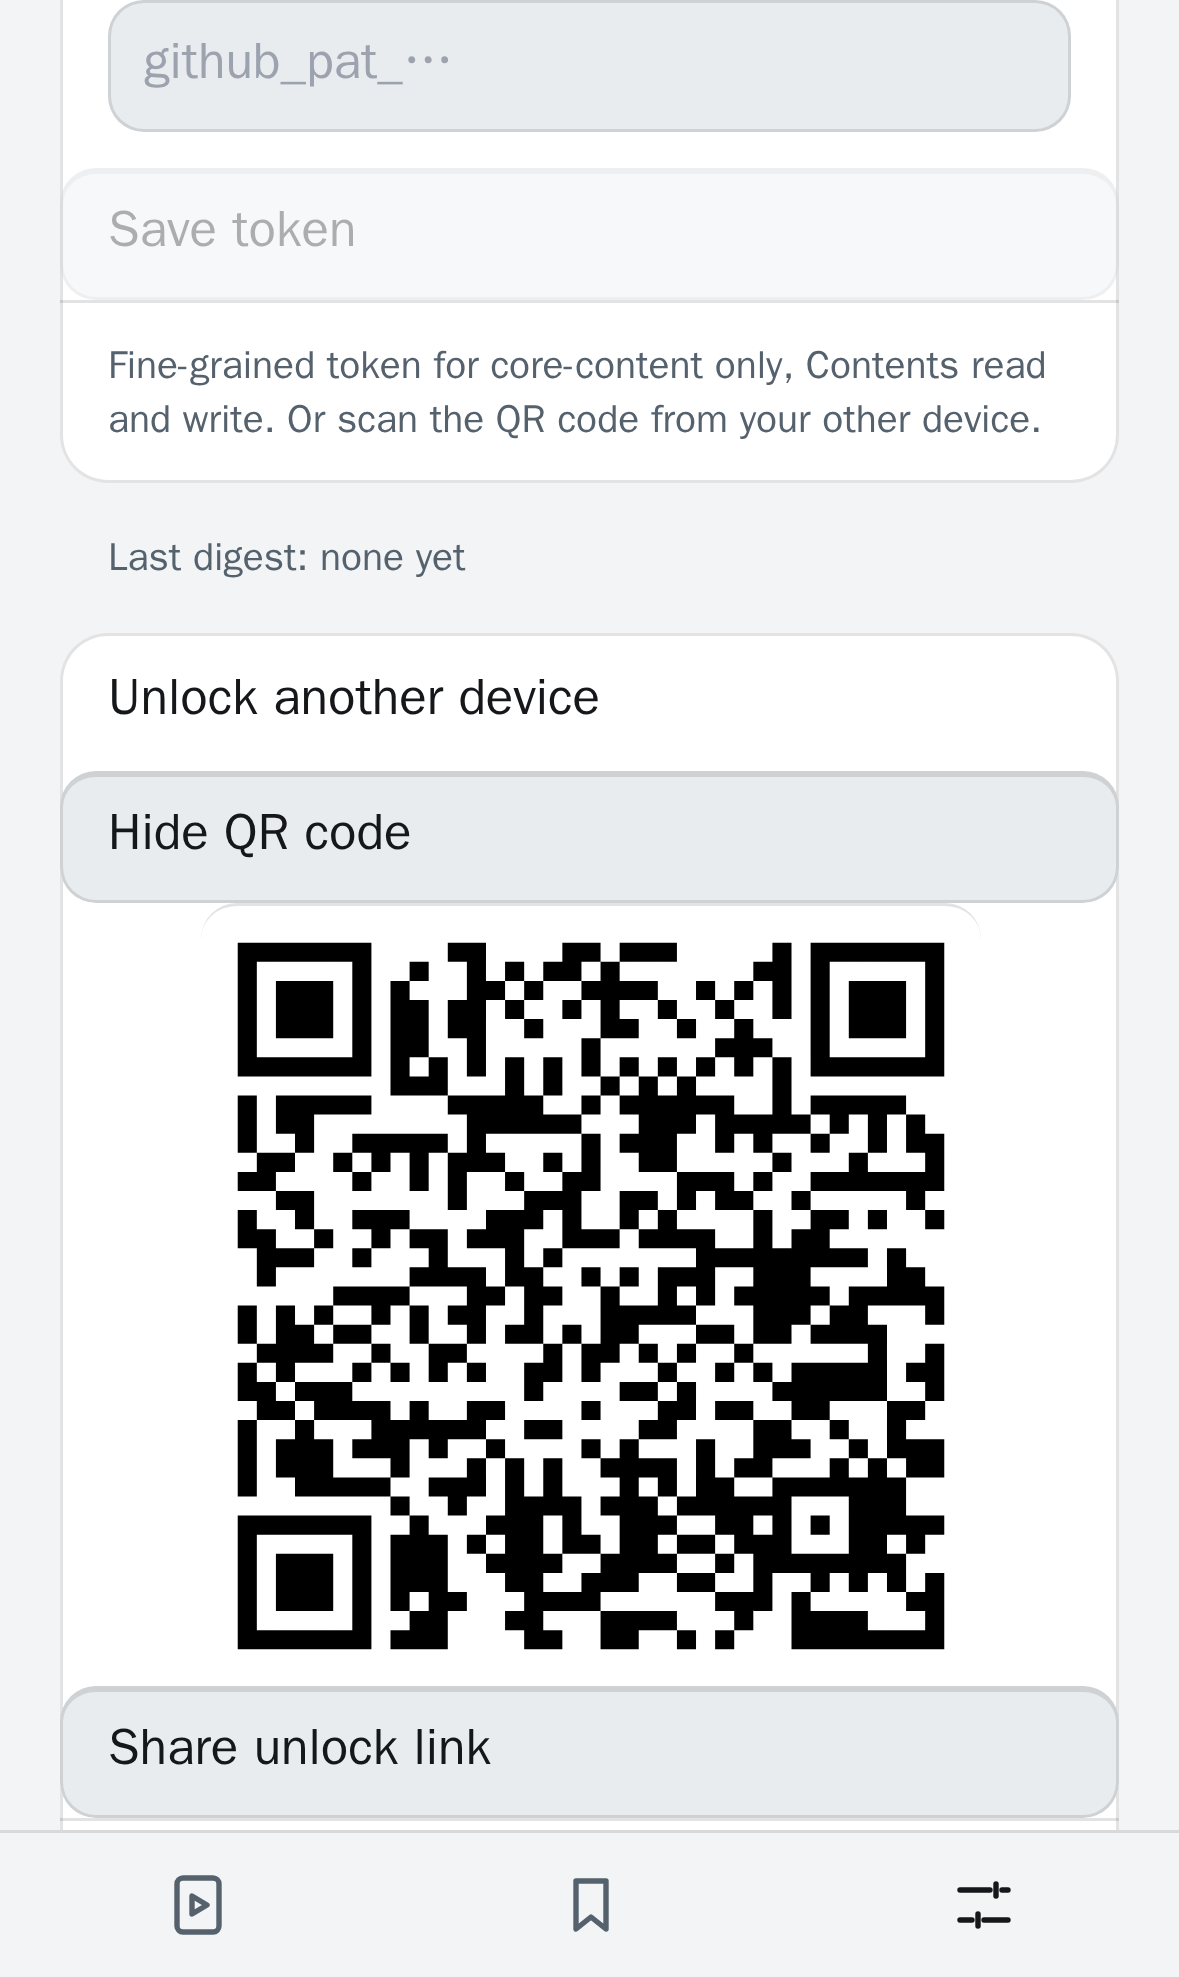 github_pat_···
Save token
Fine-grained token for core-content only, Contents read
and write. Or scan the QR code from your other device.
Last digest: none yet
Unlock another device
Hide QR code
Share unlock link